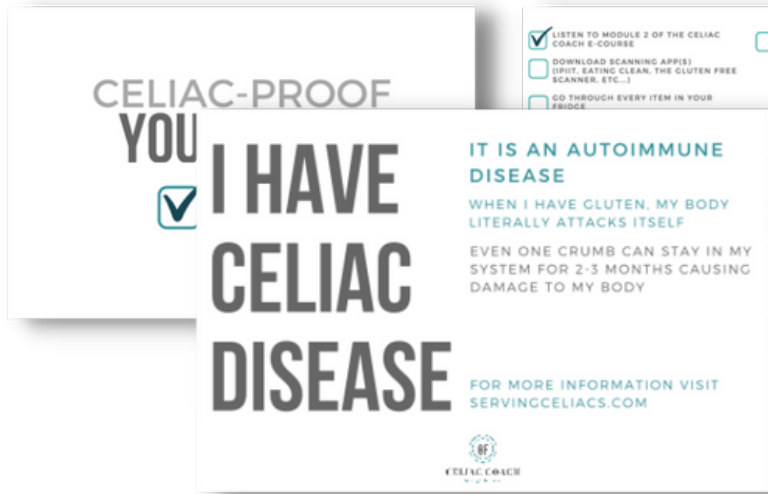 CELIAC-PROOF
YOU
LISTEN TO MODULE 2 OF THE CELIAC
COACH E-COURSE
DOWNLOAD SCANNING APP(S)
(IPIIT, EATING CLEAN, THE GLUTEN FREE
SCANNER, ETC...)
GO THROUGH EVERY ITEM IN YOUR
FRIDGE
I HAVE
CELIAC
DISEASE
IT IS AN AUTOIMMUNE
DISEASE
WHEN I HAVE GLUTEN, MY BODY
LITERALLY ATTACKS ITSELF
EVEN ONE CRUMB CAN STAY IN MY
SYSTEM FOR 2-3 MONTHS CAUSING
DAMAGE TO MY BODY
FOR MORE INFORMATION VISIT
SERVINGCELIACS.COM
GF
CELIAC COACH